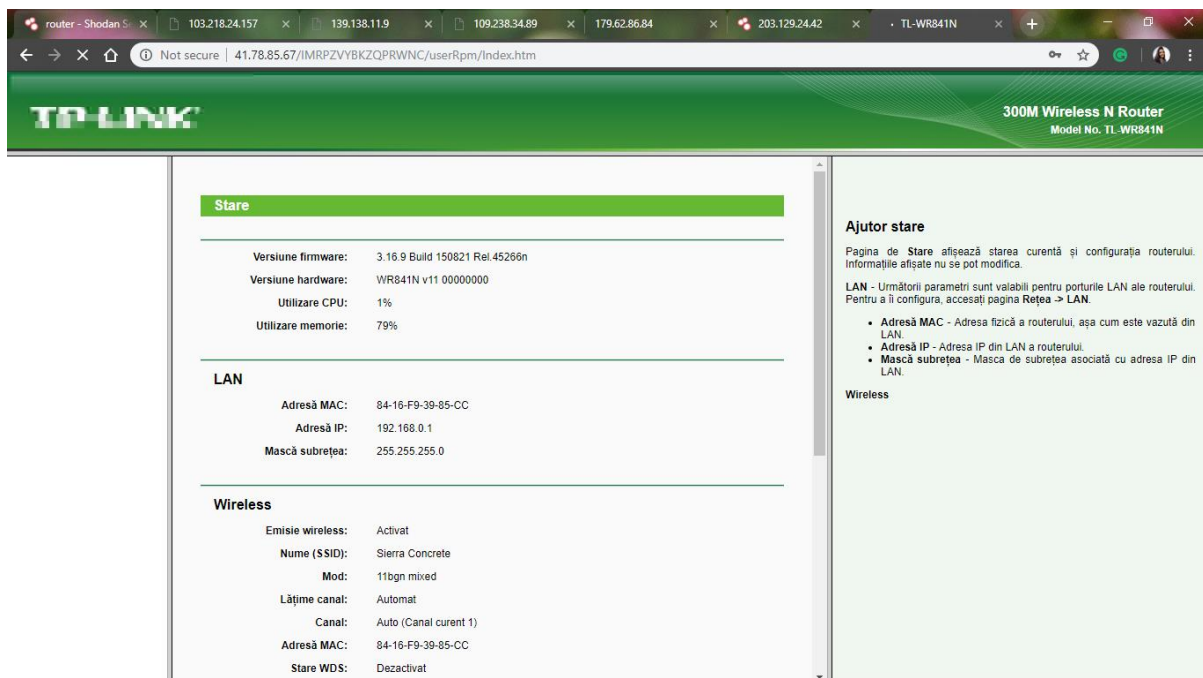 router - Shodan S
103.218.24.157
139.138.11.9
109.238.34.89
179.62.86.84
203.129.24.42
TL-WR841N
Not secure | 41.78.85.67/IMRPZVYBKZQPRWNC/userRpm/Index.htm
TP-LINK
300M Wireless N Router
Model No. TL-WR841N
Stare
Versiune firmware: 3.16.9 Build 150821 Rel.45266n
Versiune hardware: WR841N v11 00000000
Utilizare CPU: 1%
Utilizare memorie: 79%
LAN
Adresă MAC: 84-16-F9-39-85-CC
Adresă IP: 192.168.0.1
Mască subrețea: 255.255.255.0
Wireless
Emisie wireless: Activat
Nume (SSID): Sierra Concrete
Mod: 11bgn mixed
Lățime canal: Automat
Canal: Auto (Canal curent 1)
Adresă MAC: 84-16-F9-39-85-CC
Stare WDS: Dezactivat
Ajutor stare
Pagina de Stare afișează starea curentă și configurația routerului.
Informațiile afișate nu se pot modifica.
LAN - Următorii parametri sunt valabili pentru porturile LAN ale routerului.
Pentru a îi configura, accesați pagina Rețea -> LAN.
• Adresă MAC - Adresa fizică a routerului, așa cum este vazută din
LAN.
• Adresă IP - Adresa IP din LAN a routerului.
• Mască subrețea - Masca de subrețea asociată cu adresa IP din
LAN.
Wireless